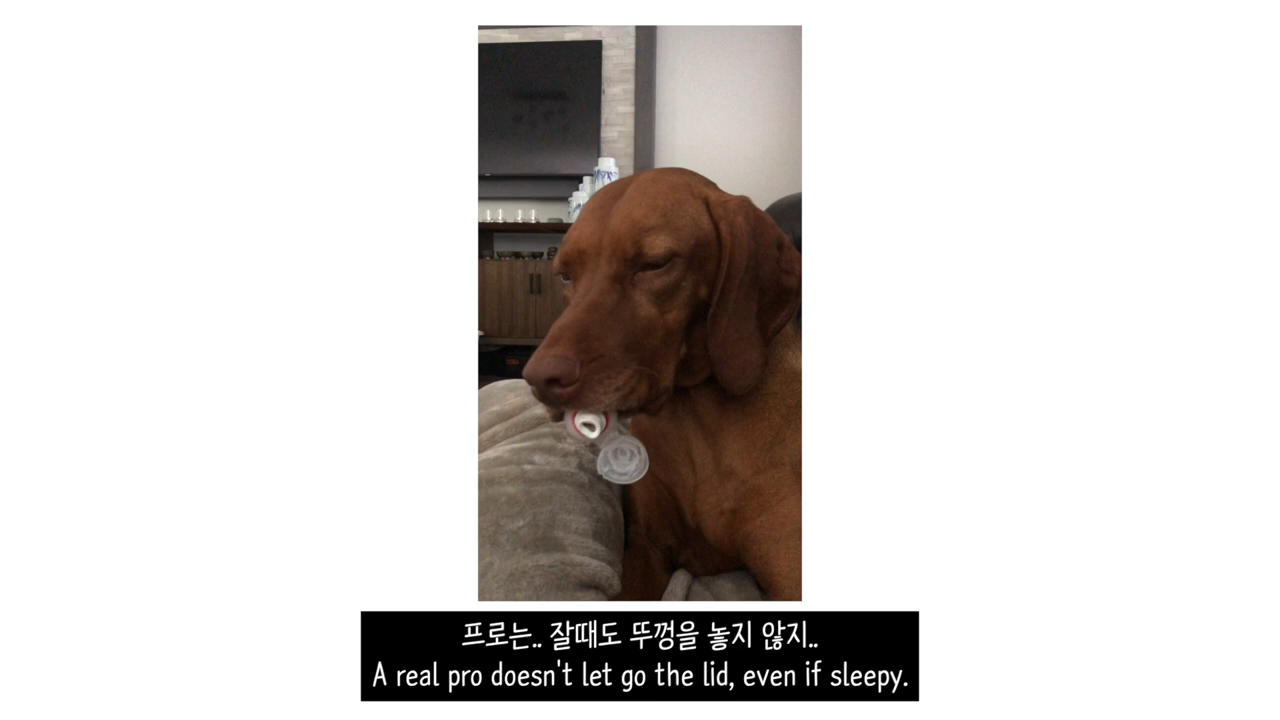 프로는.. 잘때도 뚜껑을 놓지 않지..
A real pro doesn't let go the lid, even if sleepy.